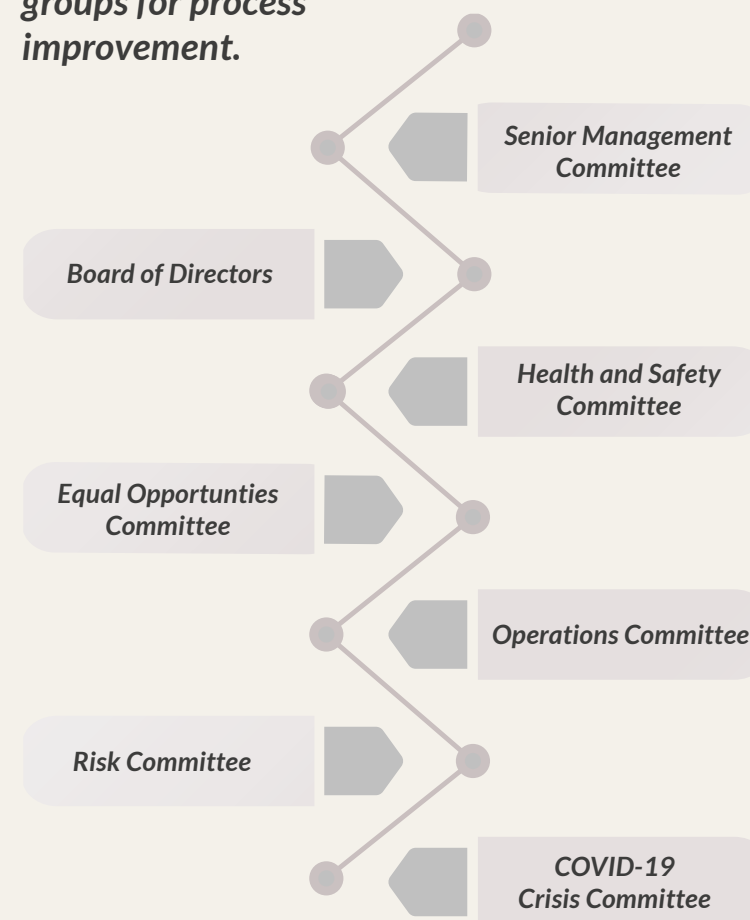 groups for process
improvement.
Senior Management
Committee
Board of Directors
Health and Safety
Committee
Equal Opportunties
Committee
Operations Committee
Risk Committee
COVID-19
Crisis Committee